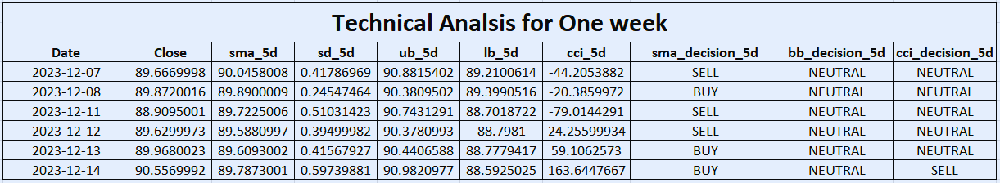 Technical Analsis for One week
Date Close sma_5d sd_5d ub_5d lb_5d cci_5d sma_decision_5d bb_decision_5d cci_decision_5d
2023-12-07 89.6669998 90.0458008 0.41786969 90.8815402 89.2100614 -44.2053882 SELL NEUTRAL NEUTRAL
2023-12-08 89.8720016 89.8900009 0.24547464 90.3809502 89.3990516 -20.3859972 BUY NEUTRAL NEUTRAL
2023-12-11 88.9095001 89.7225006 0.51031423 90.7431291 88.7018722 -79.0144291 SELL NEUTRAL NEUTRAL
2023-12-12 89.6299973 89.5880997 0.39499982 90.3780993 88.7981 24.25599934 SELL NEUTRAL NEUTRAL
2023-12-13 89.9680023 89.6093002 0.41567927 90.4406588 88.7779417 59.1062573 BUY NEUTRAL NEUTRAL
2023-12-14 90.5569992 89.7873001 0.59739881 90.9820977 88.5925025 163.6447667 BUY NEUTRAL SELL